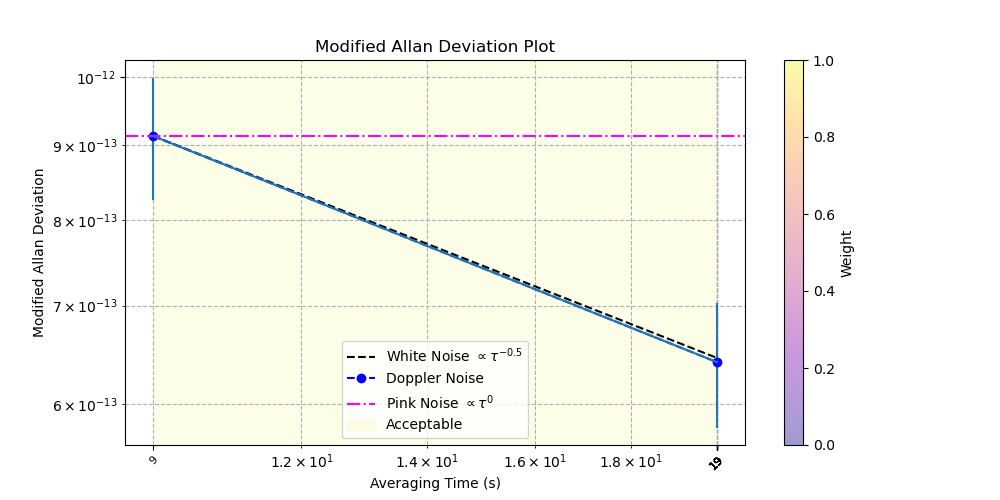 Modified Allan Deviation Plot
Modified Allan Deviation
10⁻¹²
9 × 10⁻¹³
8 × 10⁻¹³
7 × 10⁻¹³
6 × 10⁻¹³
White Noise ∝ τ⁻⁰·⁵
Doppler Noise
Pink Noise ∝ τ⁰
Acceptable
9
1.2 × 10¹
1.4 × 10¹
1.6 × 10¹
1.8 × 10¹
19
Averaging Time (s)
1.0
0.8
0.6
0.4
0.2
0.0
Weight